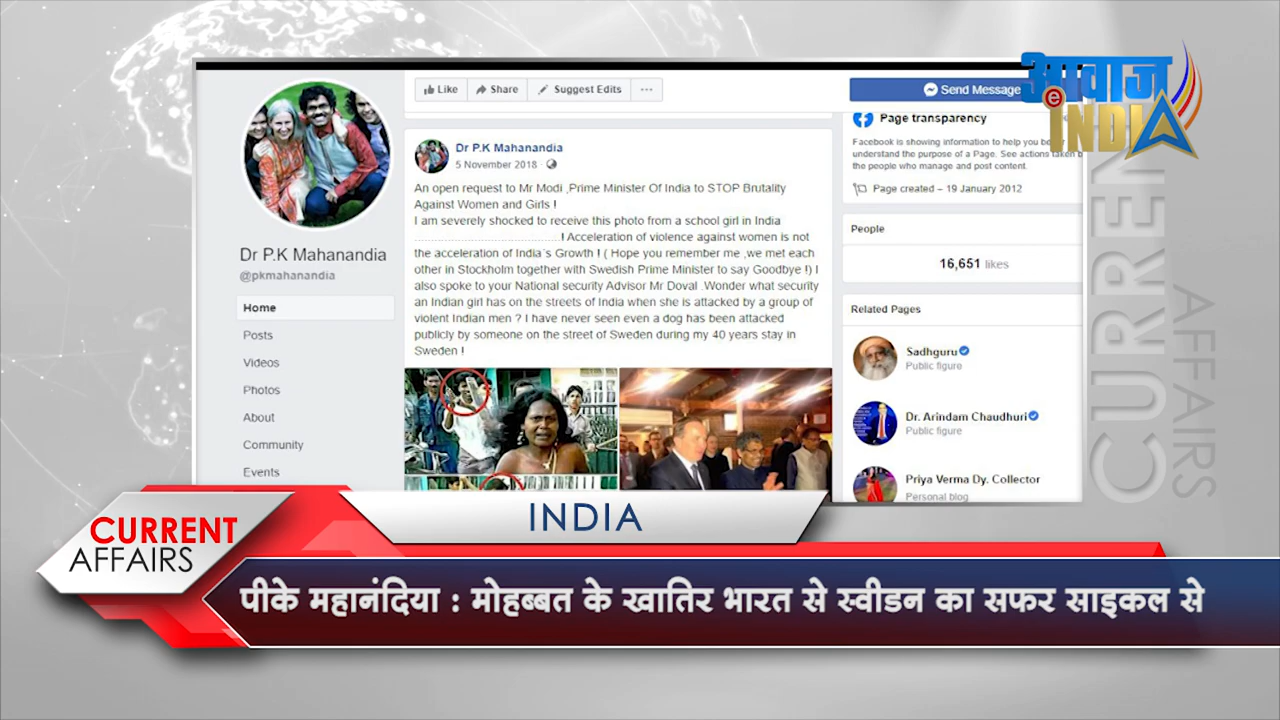 आवाज
e
INDIA
Like
Share
Suggest Edits
...
Send Message
Page transparency
Facebook is showing information to help you
understand the purpose of a Page. See actions taken b
the people who manage and post content.
Page created – 19 January 2012
People
16,651 likes
Related Pages
Sadhguru
Public figure
Dr. Arindam Chaudhuri
Public figure
Priya Verma Dy. Collector
Personal blog
Dr P.K Mahanandia
@pkmahanandia
Home
Posts
Videos
Photos
About
Community
Events
Dr P.K Mahanandia
5 November 2018 ·
An open request to Mr Modi ,Prime Minister Of India to STOP Brutality
Against Women and Girls !
I am severely shocked to receive this photo from a school girl in India
..................................................! Acceleration of violence against women is not
the acceleration of India´s Growth ! ( Hope you remember me ,we met each
other in Stockholm together with Swedish Prime Minister to say Goodbye !) I
also spoke to your National security Advisor Mr Doval .Wonder what security
an Indian girl has on the streets of India when she is attacked by a group of
violent Indian men ? I have never seen even a dog has been attacked
publicly by someone on the street of Sweden during my 40 years stay in
Sweden !
CURRENT
AFFAIRS
INDIA
CURRENT
AFFAIRS
पीके महानंदिया : मोहब्बत के खातिर भारत से स्वीडन का सफर साइकल से